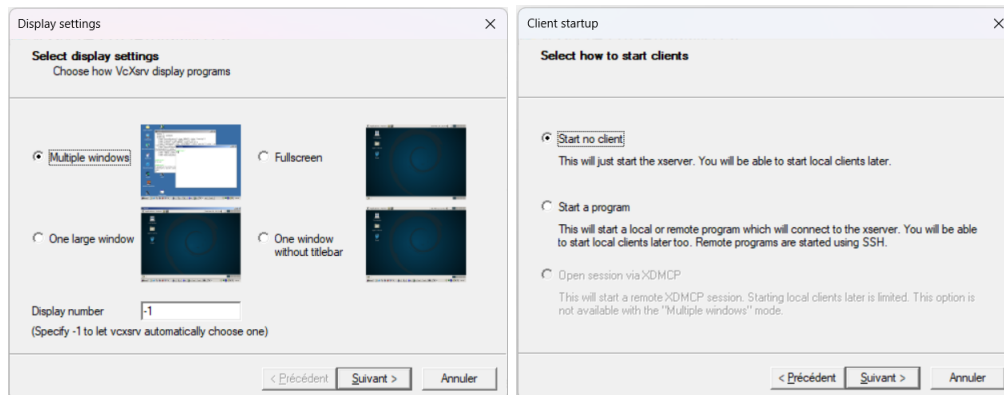 Display settings
Select display settings
Choose how VcXsrv display programs
Multiple windows
Fullscreen
One large window
One window
without titlebar
Display number
-1
(Specify -1 to let vcxsrv automatically choose one)
< Précédent
Suivant >
Annuler
Client startup
Select how to start clients
Start no client
This will just start the xserver. You will be able to start local clients later.
Start a program
This will start a local or remote program which will connect to the xserver. You will be able
to start local clients later too. Remote programs are started using SSH.
Open session via XDMCP
This will start a remote XDMCP session. Starting local clients later is limited. This option is
not available with the "Multiple windows" mode.
< Précédent
Suivant >
Annuler